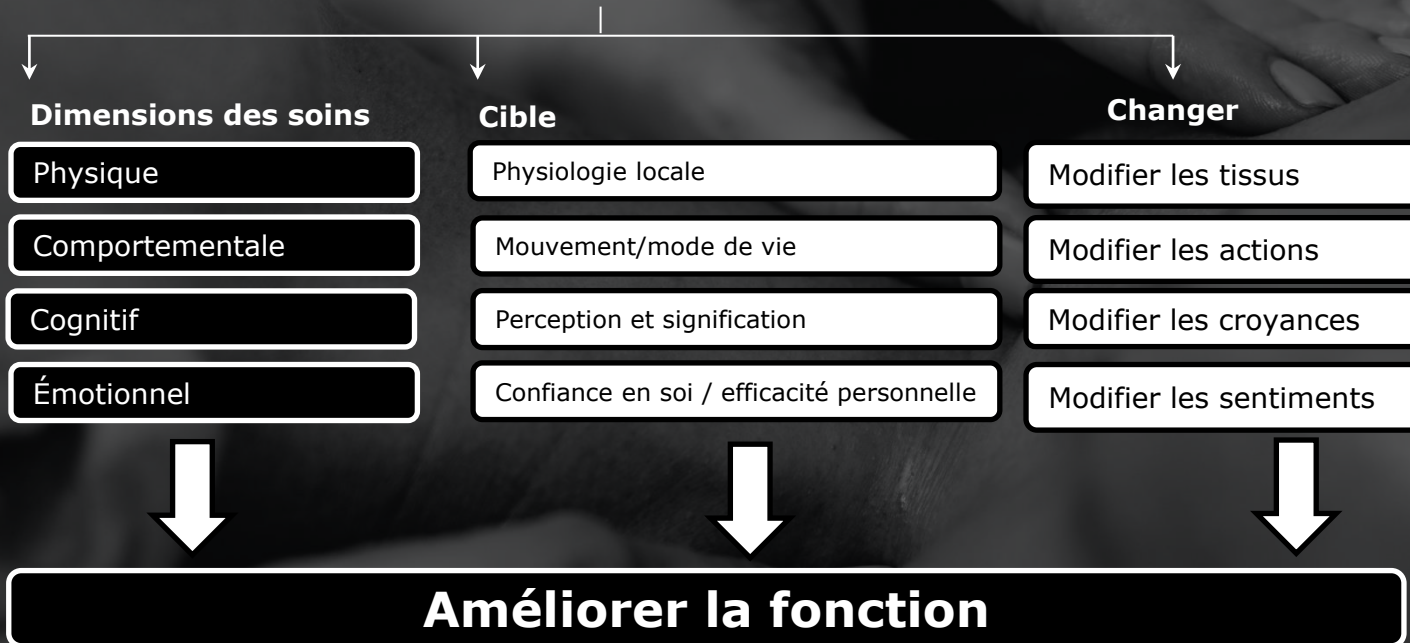 Dimensions des soins
Cible
Changer
Physique
Physiologie locale
Modifier les tissus
Comportementale
Mouvement/mode de vie
Modifier les actions
Cognitif
Perception et signification
Modifier les croyances
Émotionnel
Confiance en soi / efficacité personnelle
Modifier les sentiments
Améliorer la fonction